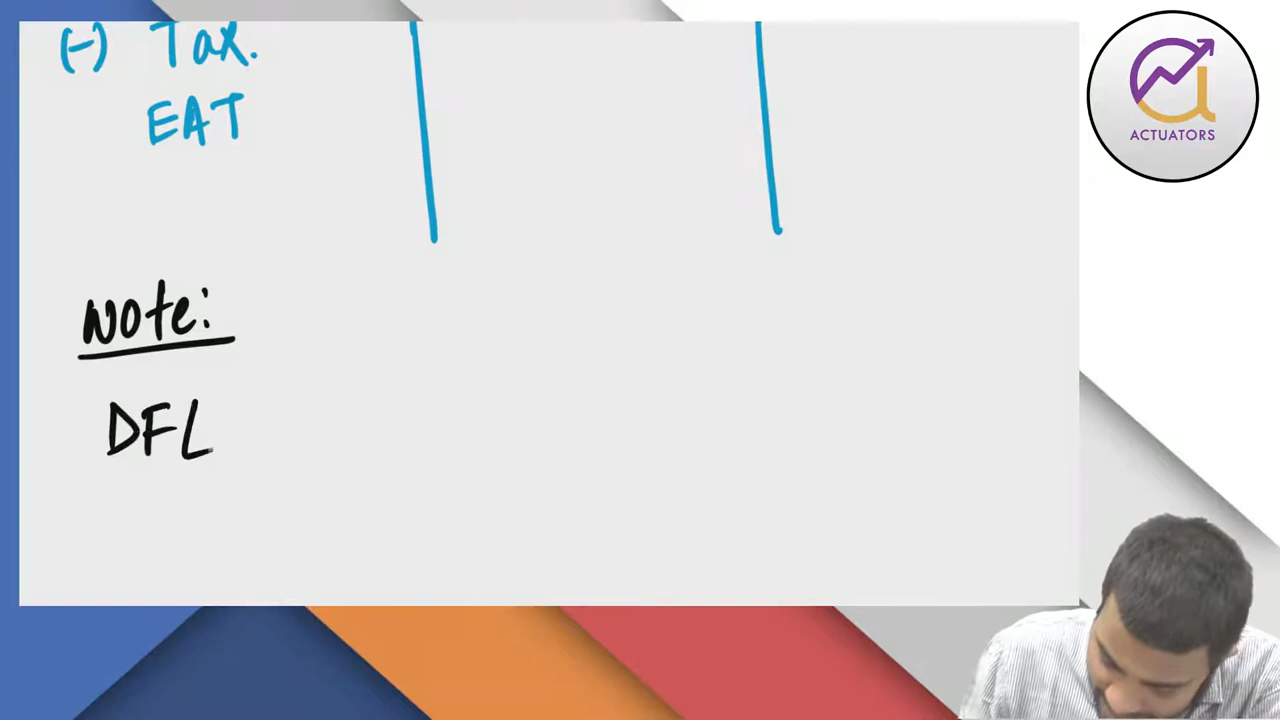 (-) Tax.
EAT
Note:
DFL
ACTUATORS